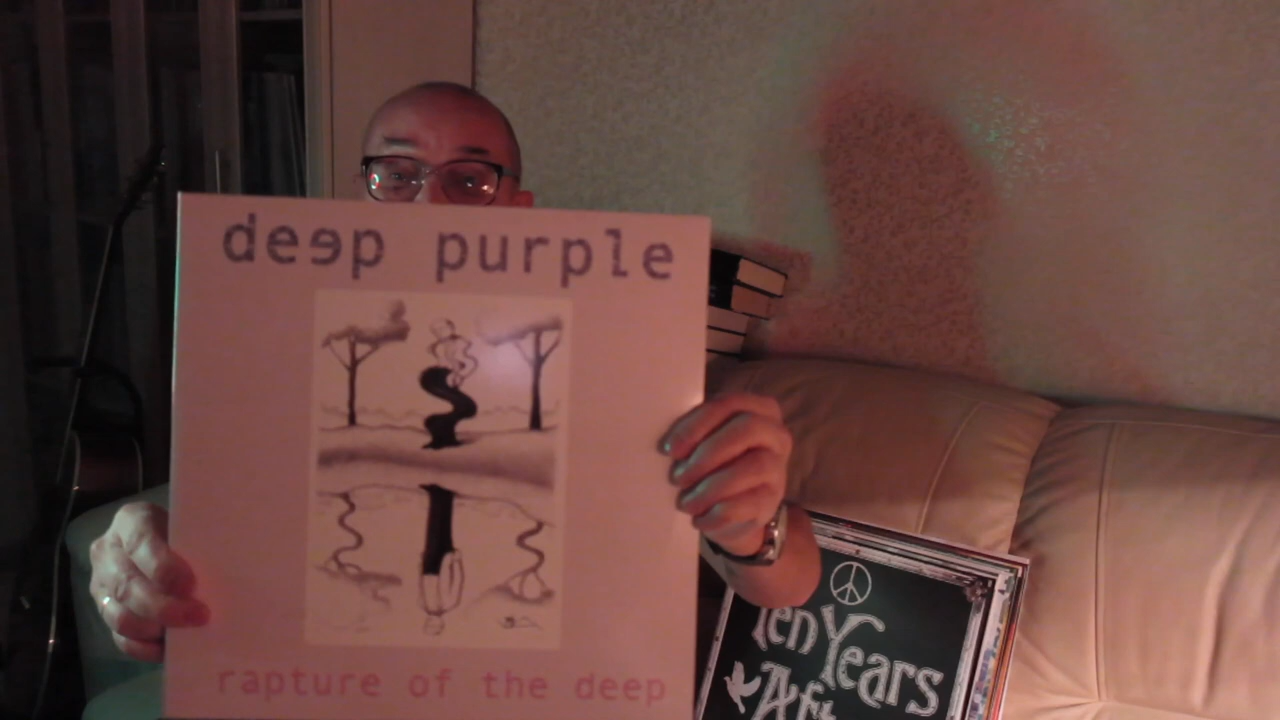 deep purple
rapture of the deep
Ten Years